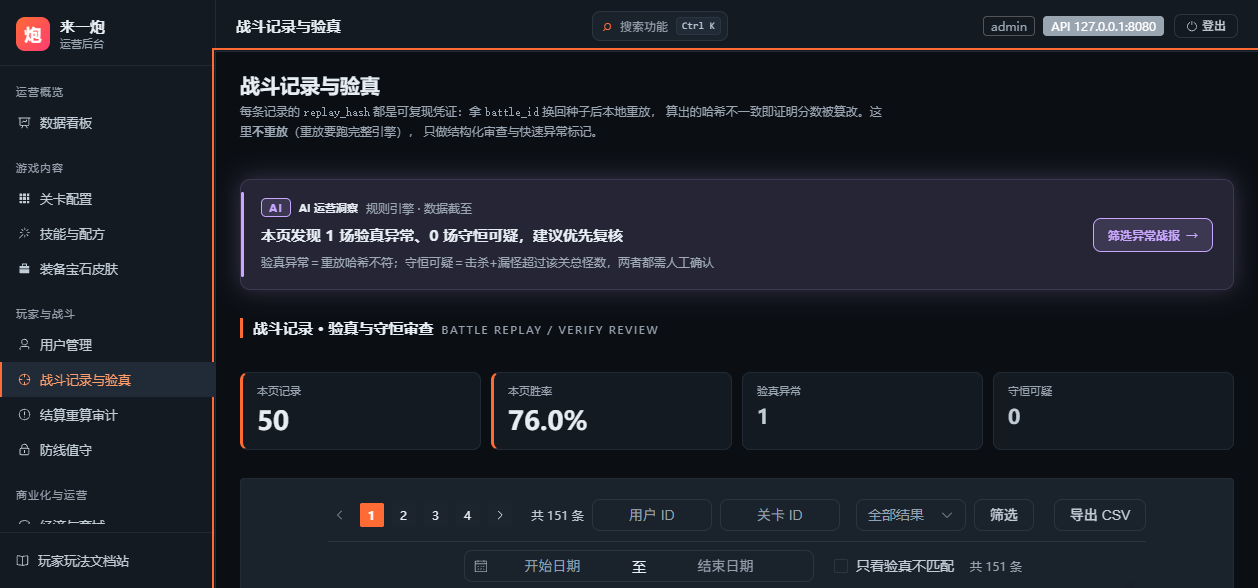 炮
来一炮
运营后台
战斗记录与验真
搜索功能 Ctrl K
admin
API 127.0.0.1:8080
登出
运营概览
数据看板
游戏内容
关卡配置
技能与配方
装备宝石皮肤
玩家与战斗
用户管理
战斗记录与验真
结算重算审计
防线值守
商业化与运营
玩家玩法文档站
战斗记录与验真
每条记录的 replay_hash 都是可复现凭证：拿 battle_id 换回种子后本地重放， 算出的哈希不一致即证明分数被篡改。这
里不重放（重放要跑完整引擎）， 只做结构化审查与快速异常标记。
AI AI 运营洞察 规则引擎 · 数据截至
本页发现 1 场验真异常、0 场守恒可疑，建议优先复核
验真异常＝重放哈希不符；守恒可疑＝击杀+漏怪超过该关总怪数，两者都需人工确认
筛选异常战报 →
战斗记录 • 验真与守恒审查 BATTLE REPLAY / VERIFY REVIEW
本页记录
50
本页胜率
76.0%
验真异常
1
守恒可疑
0
1 2 3 4 共 151 条 用户 ID 关卡 ID 全部结果 筛选 导出 CSV
开始日期 至 结束日期 只看验真不匹配 共 151 条